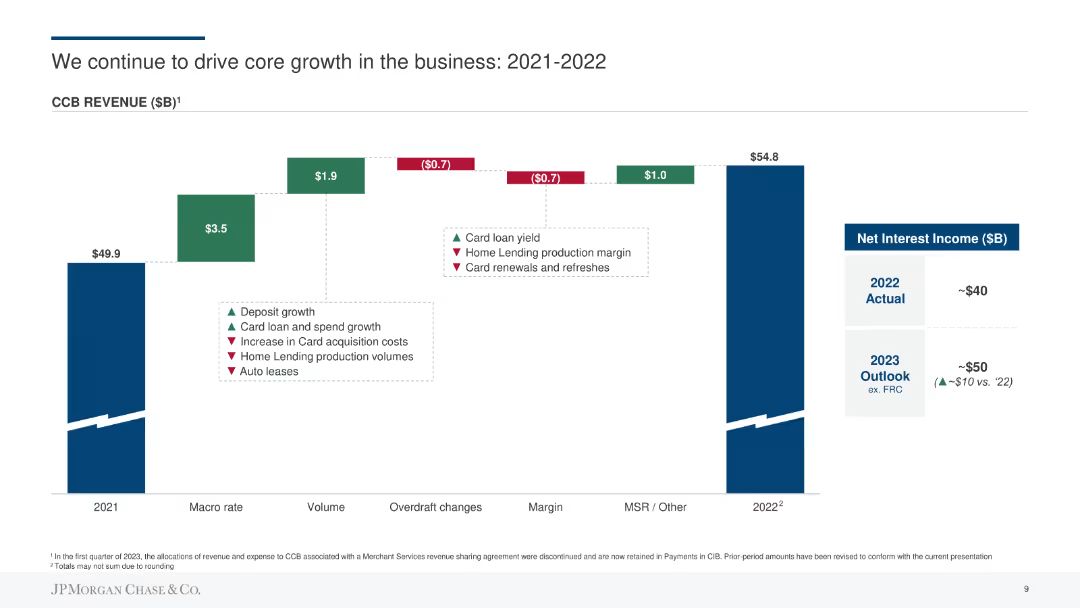 We continue to drive core growth in the business: 2021-2022
CCB REVENUE ($B)¹
$49.9
$3.5
$1.9
($0.7)
($0.7)
$1.0
$54.8
▲ Deposit growth
▲ Card loan and spend growth
▼ Increase in Card acquisition costs
▼ Home Lending production volumes
▼ Auto leases
▲ Card loan yield
▼ Home Lending production margin
▼ Card renewals and refreshes
2021
Macro rate
Volume
Overdraft changes
Margin
MSR / Other
2022²
Net Interest Income ($B)
2022
Actual
~$40
2023
Outlook
ex. FRC
~$50
(▲~$10 vs. '22)
¹ In the first quarter of 2023, the allocations of revenue and expense to CCB associated with a Merchant Services revenue sharing agreement were discontinued and are now retained in Payments in CIB. Prior-period amounts have been revised to conform with the current presentation
² Totals may not sum due to rounding
JPMORGAN CHASE & CO.
9